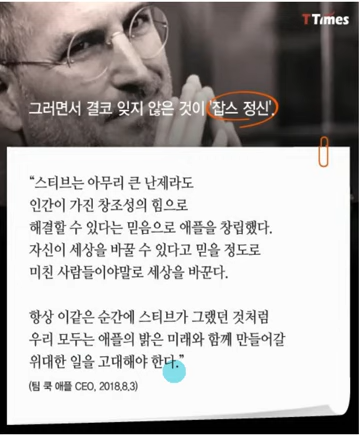 TTimes
그러면서 결코 잊지 않은 것이 '잡스 정신'.
“스티브는 아무리 큰 난제라도
인간이 가진 창조성의 힘으로
해결할 수 있다는 믿음으로 애플을 창립했다.
자신이 세상을 바꿀 수 있다고 믿을 정도로
미친 사람들이야말로 세상을 바꾼다.
항상 이같은 순간에 스티브가 그랬던 것처럼
우리 모두는 애플의 밝은 미래와 함께 만들어갈
위대한 일을 고대해야 한다.”
(팀 쿡 애플 CEO, 2018,8,3)